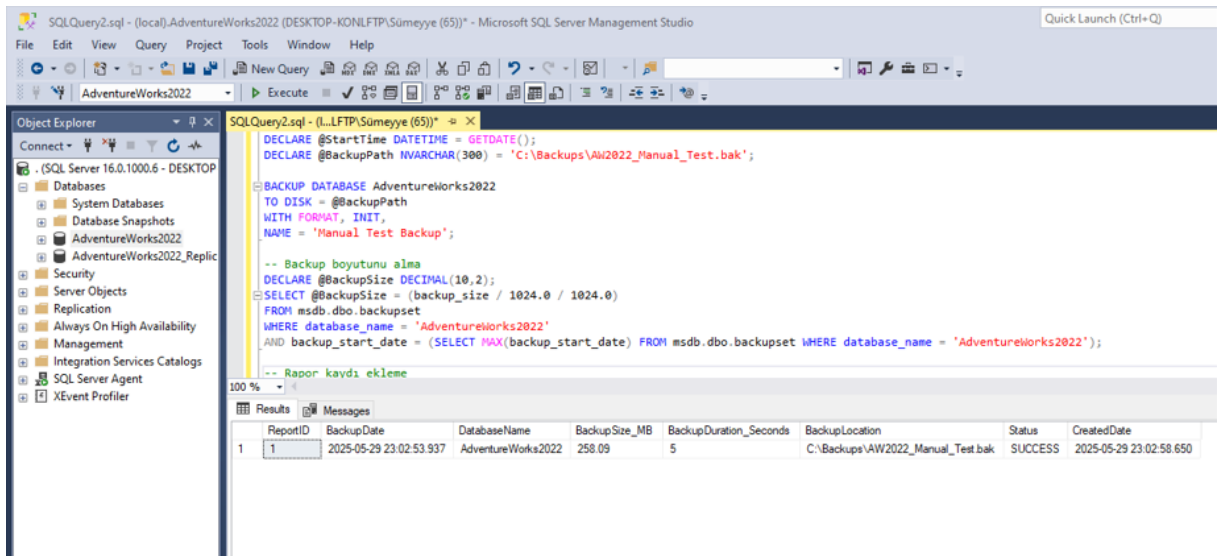 SQLQuery2.sql - (local).AdventureWorks2022 (DESKTOP-KONLFTP\Sümeyye (65))* - Microsoft SQL Server Management Studio
Quick Launch (Ctrl+Q)
File Edit View Query Project Tools Window Help
New Query
AdventureWorks2022 Execute
Object Explorer
SQLQuery2.sql - (l...LFTP\Sümeyye (65))*
Connect
. (SQL Server 16.0.1000.6 - DESKTOP
Databases
System Databases
Database Snapshots
AdventureWorks2022
AdventureWorks2022_Replic
Security
Server Objects
Replication
Always On High Availability
Management
Integration Services Catalogs
SQL Server Agent
XEvent Profiler
DECLARE @StartTime DATETIME = GETDATE();
DECLARE @BackupPath NVARCHAR(300) = 'C:\Backups\AW2022_Manual_Test.bak';
BACKUP DATABASE AdventureWorks2022
TO DISK = @BackupPath
WITH FORMAT, INIT,
NAME = 'Manual Test Backup';
-- Backup boyutunu alma
DECLARE @BackupSize DECIMAL(10,2);
SELECT @BackupSize = (backup_size / 1024.0 / 1024.0)
FROM msdb.dbo.backupset
WHERE database_name = 'AdventureWorks2022'
AND backup_start_date = (SELECT MAX(backup_start_date) FROM msdb.dbo.backupset WHERE database_name = 'AdventureWorks2022');
-- Rapor kaydı ekleme
100 %
Results Messages
ReportID BackupDate DatabaseName BackupSize_MB BackupDuration_Seconds BackupLocation Status CreatedDate
1 1 2025-05-29 23:02:53.937 AdventureWorks2022 258.09 5 C:\Backups\AW2022_Manual_Test.bak SUCCESS 2025-05-29 23:02:58.650